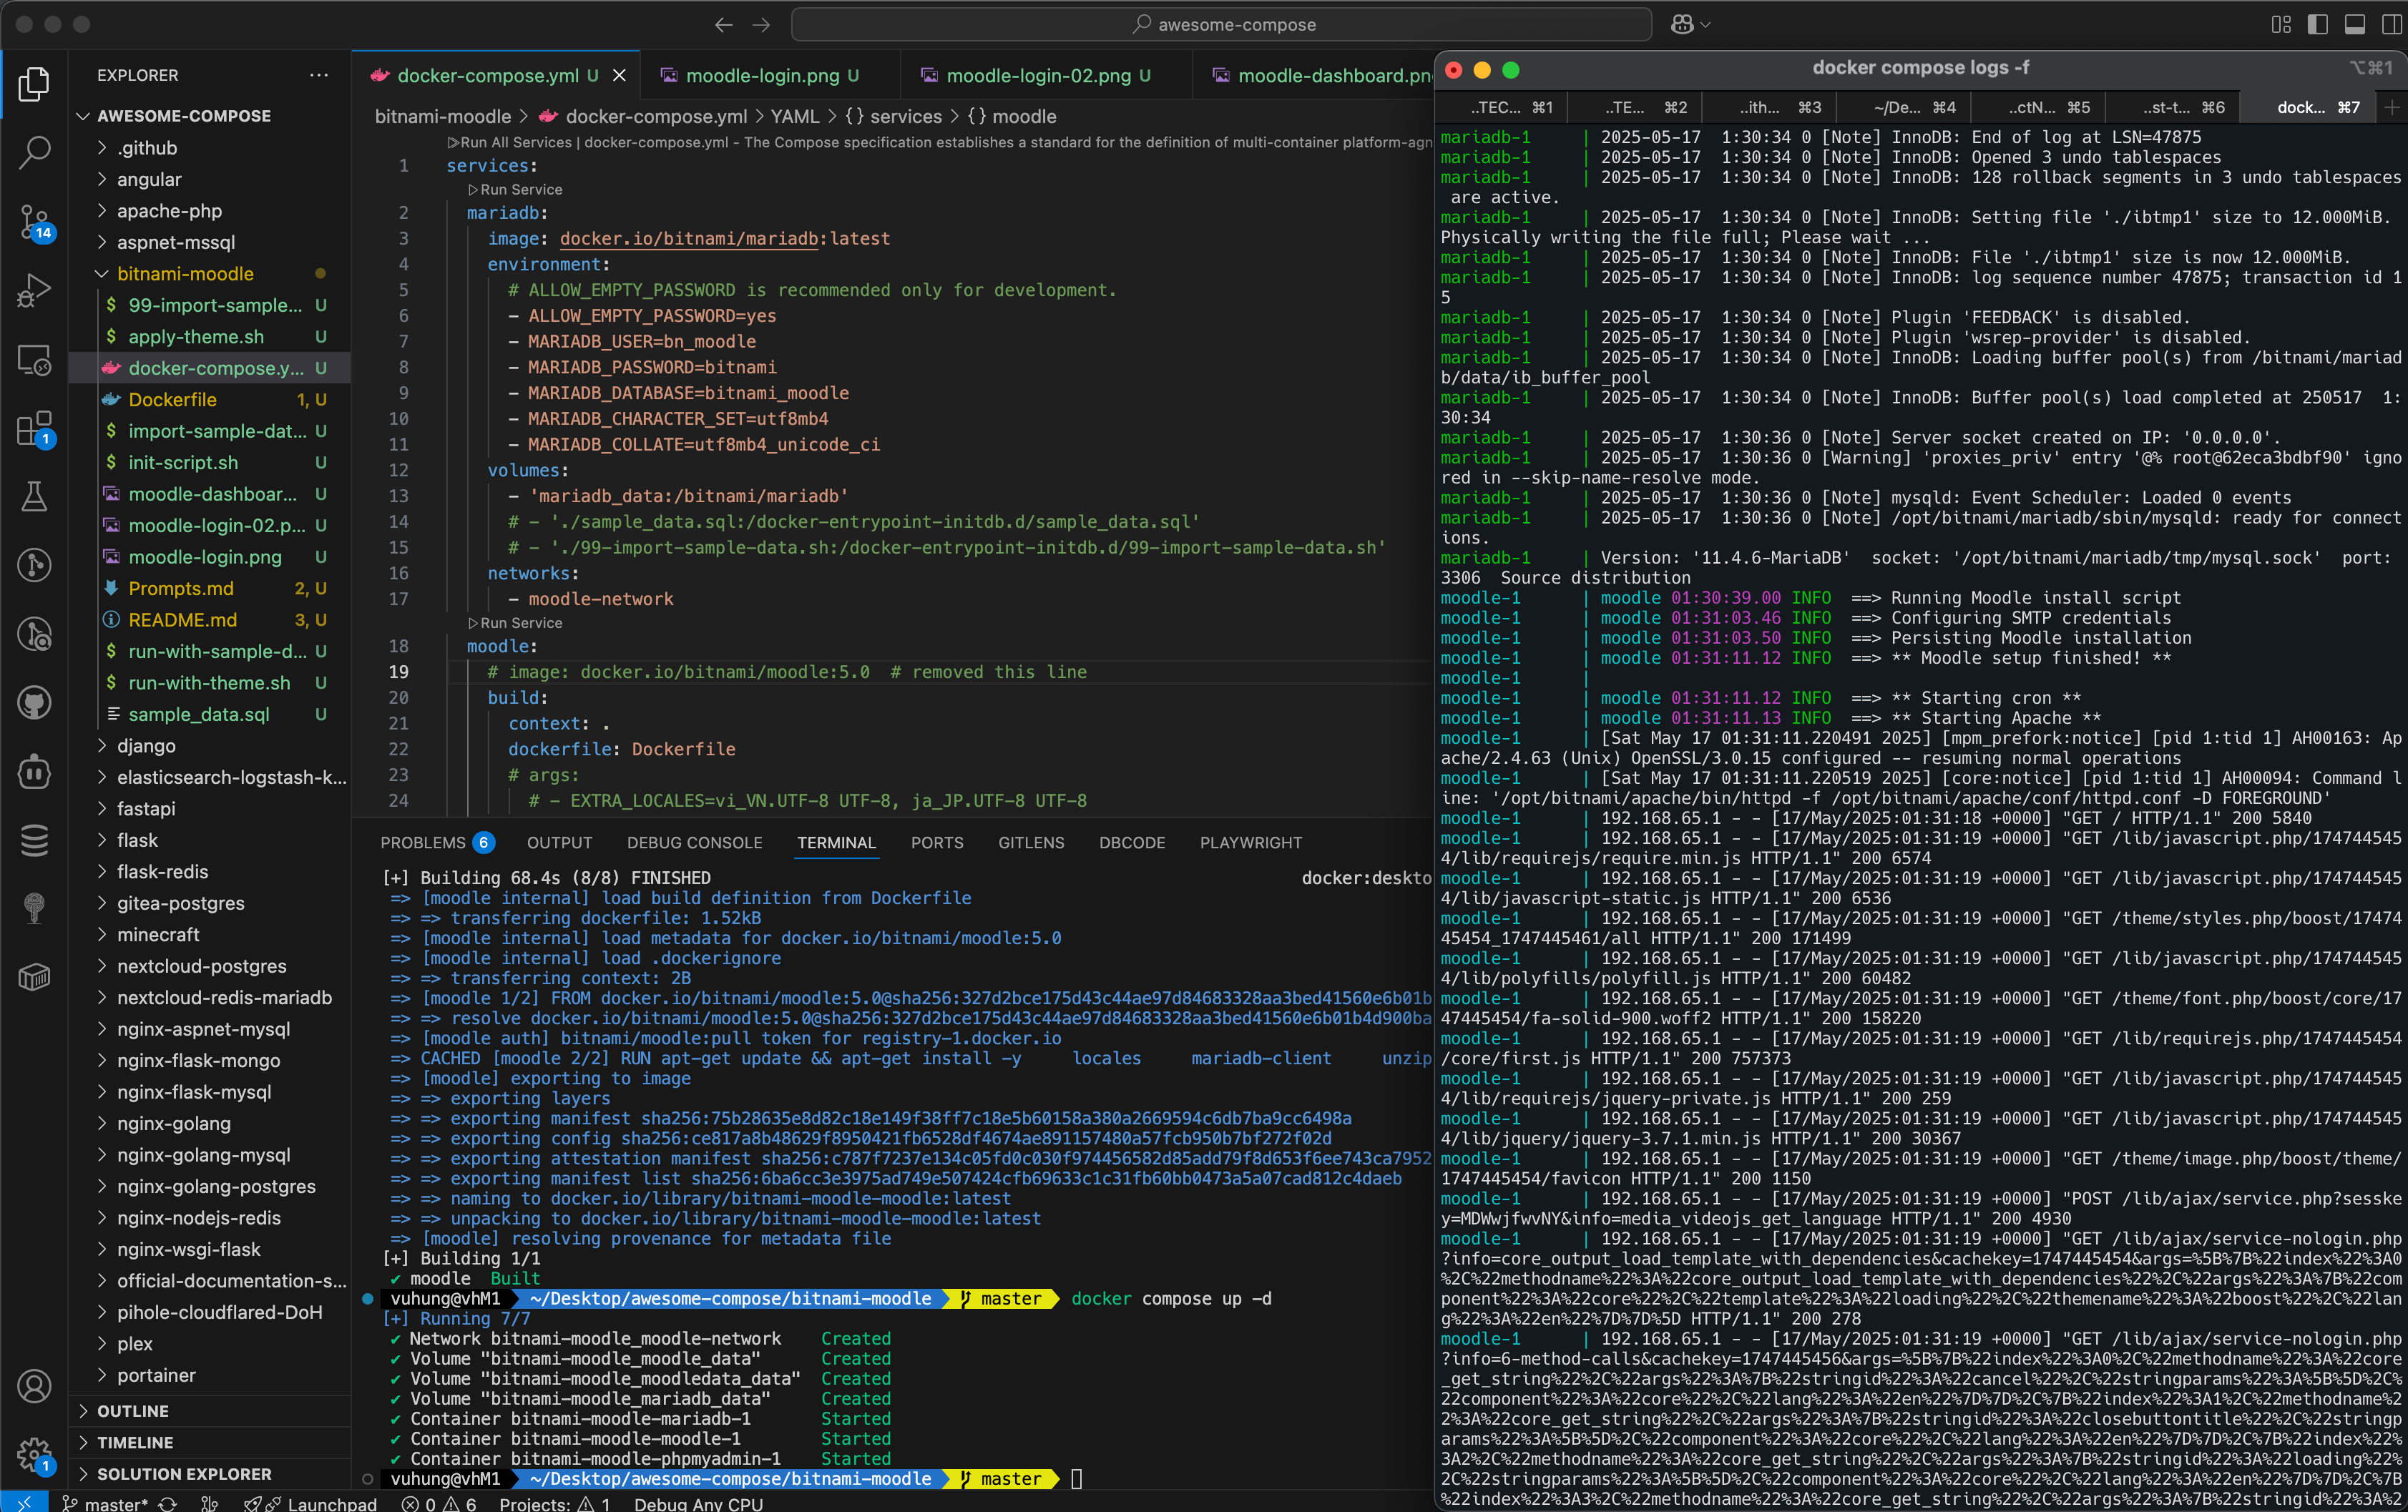 awesome-compose
EXPLORER
AWESOME-COMPOSE
.github
angular
apache-php
aspnet-mssql
bitnami-moodle
99-import-sample... U
apply-theme.sh U
docker-compose.y... U
Dockerfile 1, U
import-sample-dat... U
init-script.sh U
moodle-dashboar... U
moodle-login-02.p... U
moodle-login.png U
Prompts.md 2, U
README.md 3, U
run-with-sample-d... U
run-with-theme.sh U
sample_data.sql U
django
elasticsearch-logstash-k...
fastapi
flask
flask-redis
gitea-postgres
minecraft
nextcloud-postgres
nextcloud-redis-mariadb
nginx-aspnet-mysql
nginx-flask-mongo
nginx-flask-mysql
nginx-golang
nginx-golang-mysql
nginx-golang-postgres
nginx-nodejs-redis
nginx-wsgi-flask
official-documentation-s...
pihole-cloudflared-DoH
plex
portainer
OUTLINE
TIMELINE
SOLUTION EXPLORER
14
1
1
docker-compose.yml U
moodle-login.png U
moodle-login-02.png U
moodle-dashboard.pn
bitnami-moodle > docker-compose.yml > YAML > {} services > {} moodle
Run All Services | docker-compose.yml - The Compose specification establishes a standard for the definition of multi-container platform-agn
1 services:
Run Service
2 mariadb:
3 image: docker.io/bitnami/mariadb:latest
4 environment:
5 # ALLOW_EMPTY_PASSWORD is recommended only for development.
6 - ALLOW_EMPTY_PASSWORD=yes
7 - MARIADB_USER=bn_moodle
8 - MARIADB_PASSWORD=bitnami
9 - MARIADB_DATABASE=bitnami_moodle
10 - MARIADB_CHARACTER_SET=utf8mb4
11 - MARIADB_COLLATE=utf8mb4_unicode_ci
12 volumes:
13 - 'mariadb_data:/bitnami/mariadb'
14 # - './sample_data.sql:/docker-entrypoint-initdb.d/sample_data.sql'
15 # - './99-import-sample-data.sh:/docker-entrypoint-initdb.d/99-import-sample-data.sh'
16 networks:
17 - moodle-network
Run Service
18 moodle:
19 # image: docker.io/bitnami/moodle:5.0  # removed this line
20 build:
21 context: .
22 dockerfile: Dockerfile
23 # args:
24 # - EXTRA_LOCALES=vi_VN.UTF-8 UTF-8, ja_JP.UTF-8 UTF-8
PROBLEMS 6 OUTPUT DEBUG CONSOLE TERMINAL PORTS GITLENS DBCODE PLAYWRIGHT
[+] Building 68.4s (8/8) FINISHED docker:deskto
=> [moodle internal] load build definition from Dockerfile
=> => transferring dockerfile: 1.52kB
=> [moodle internal] load metadata for docker.io/bitnami/moodle:5.0
=> [moodle internal] load .dockerignore
=> => transferring context: 2B
=> [moodle 1/2] FROM docker.io/bitnami/moodle:5.0@sha256:327d2bce175d43c44ae97d84683328aa3bed41560e6b01b
=> => resolve docker.io/bitnami/moodle:5.0@sha256:327d2bce175d43c44ae97d84683328aa3bed41560e6b01b4d900ba
=> [moodle auth] bitnami/moodle:pull token for registry-1.docker.io
=> CACHED [moodle 2/2] RUN apt-get update && apt-get install -y locales mariadb-client unzip
=> [moodle] exporting to image
=> => exporting layers
=> => exporting manifest sha256:75b28635e8d82c18e149f38ff7c18e5b60158a380a2669594c6db7ba9cc6498a
=> => exporting config sha256:ce817a8b48629f8950421fb6528df4674ae891157480a57fcb950b7bf272f02d
=> => exporting attestation manifest sha256:c787f7237e134c05fd0c030f974456582d85add79f8d653f6ee743ca7952
=> => exporting manifest list sha256:6ba6cc3e3975ad749e507424cfb69633c1c31fb60bb0473a5a07cad812c4daeb
=> => naming to docker.io/library/bitnami-moodle-moodle:latest
=> => unpacking to docker.io/library/bitnami-moodle-moodle:latest
=> [moodle] resolving provenance for metadata file
[+] Building 1/1
✔ moodle Built
vuhung@vhM1 ~/Desktop/awesome-compose/bitnami-moodle master docker compose up -d
[+] Running 7/7
✔ Network bitnami-moodle_moodle-network Created
✔ Volume "bitnami-moodle_moodle_data" Created
✔ Volume "bitnami-moodle_moodledata_data" Created
✔ Volume "bitnami-moodle_mariadb_data" Created
✔ Container bitnami-moodle-mariadb-1 Started
✔ Container bitnami-moodle-moodle-1 Started
✔ Container bitnami-moodle-phpmyadmin-1 Started
vuhung@vhM1 ~/Desktop/awesome-compose/bitnami-moodle master
master* Launchpad 0 6 Projects: 1 Debug Any CPU
docker compose logs -f ⌥⌘1
..TEC... ⌘1 ..TE... ⌘2 ..ith... ⌘3 ~/De... ⌘4 ..ctN... ⌘5 ..st-t... ⌘6 dock... ⌘7
mariadb-1 | 2025-05-17  1:30:34 0 [Note] InnoDB: End of log at LSN=47875
mariadb-1 | 2025-05-17  1:30:34 0 [Note] InnoDB: Opened 3 undo tablespaces
mariadb-1 | 2025-05-17  1:30:34 0 [Note] InnoDB: 128 rollback segments in 3 undo tablespaces
are active.
mariadb-1 | 2025-05-17  1:30:34 0 [Note] InnoDB: Setting file './ibtmp1' size to 12.000MiB.
Physically writing the file full; Please wait ...
mariadb-1 | 2025-05-17  1:30:34 0 [Note] InnoDB: File './ibtmp1' size is now 12.000MiB.
mariadb-1 | 2025-05-17  1:30:34 0 [Note] InnoDB: log sequence number 47875; transaction id 1
5
mariadb-1 | 2025-05-17  1:30:34 0 [Note] Plugin 'FEEDBACK' is disabled.
mariadb-1 | 2025-05-17  1:30:34 0 [Note] Plugin 'wsrep-provider' is disabled.
mariadb-1 | 2025-05-17  1:30:34 0 [Note] InnoDB: Loading buffer pool(s) from /bitnami/mariad
b/data/ib_buffer_pool
mariadb-1 | 2025-05-17  1:30:34 0 [Note] InnoDB: Buffer pool(s) load completed at 250517  1:
30:34
mariadb-1 | 2025-05-17  1:30:36 0 [Note] Server socket created on IP: '0.0.0.0'.
mariadb-1 | 2025-05-17  1:30:36 0 [Warning] 'proxies_priv' entry '@% root@62eca3bdbf90' igno
red in --skip-name-resolve mode.
mariadb-1 | 2025-05-17  1:30:36 0 [Note] mysqld: Event Scheduler: Loaded 0 events
mariadb-1 | 2025-05-17  1:30:36 0 [Note] /opt/bitnami/mariadb/sbin/mysqld: ready for connect
ions.
mariadb-1 | Version: '11.4.6-MariaDB'  socket: '/opt/bitnami/mariadb/tmp/mysql.sock'  port:
3306  Source distribution
moodle-1 | moodle 01:30:39.00 INFO  ==> Running Moodle install script
moodle-1 | moodle 01:31:03.46 INFO  ==> Configuring SMTP credentials
moodle-1 | moodle 01:31:03.50 INFO  ==> Persisting Moodle installation
moodle-1 | moodle 01:31:11.12 INFO  ==> ** Moodle setup finished! **
moodle-1 |
moodle-1 | moodle 01:31:11.12 INFO  ==> ** Starting cron **
moodle-1 | moodle 01:31:11.13 INFO  ==> ** Starting Apache **
moodle-1 | [Sat May 17 01:31:11.220491 2025] [mpm_prefork:notice] [pid 1:tid 1] AH00163: Ap
ache/2.4.63 (Unix) OpenSSL/3.0.15 configured -- resuming normal operations
moodle-1 | [Sat May 17 01:31:11.220519 2025] [core:notice] [pid 1:tid 1] AH00094: Command l
ine: '/opt/bitnami/apache/bin/httpd -f /opt/bitnami/apache/conf/httpd.conf -D FOREGROUND'
moodle-1 | 192.168.65.1 - - [17/May/2025:01:31:18 +0000] "GET / HTTP/1.1" 200 5840
moodle-1 | 192.168.65.1 - - [17/May/2025:01:31:19 +0000] "GET /lib/javascript.php/174744545
4/lib/requirejs/require.min.js HTTP/1.1" 200 6574
moodle-1 | 192.168.65.1 - - [17/May/2025:01:31:19 +0000] "GET /lib/javascript.php/174744545
4/lib/javascript-static.js HTTP/1.1" 200 6536
moodle-1 | 192.168.65.1 - - [17/May/2025:01:31:19 +0000] "GET /theme/styles.php/boost/17474
45454_1747445461/all HTTP/1.1" 200 171499
moodle-1 | 192.168.65.1 - - [17/May/2025:01:31:19 +0000] "GET /lib/javascript.php/174744545
4/lib/polyfills/polyfill.js HTTP/1.1" 200 60482
moodle-1 | 192.168.65.1 - - [17/May/2025:01:31:19 +0000] "GET /theme/font.php/boost/core/17
47445454/fa-solid-900.woff2 HTTP/1.1" 200 158220
moodle-1 | 192.168.65.1 - - [17/May/2025:01:31:19 +0000] "GET /lib/requirejs.php/1747445454
/core/first.js HTTP/1.1" 200 757373
moodle-1 | 192.168.65.1 - - [17/May/2025:01:31:19 +0000] "GET /lib/javascript.php/174744545
4/lib/requirejs/jquery-private.js HTTP/1.1" 200 259
moodle-1 | 192.168.65.1 - - [17/May/2025:01:31:19 +0000] "GET /lib/javascript.php/174744545
4/lib/jquery/jquery-3.7.1.min.js HTTP/1.1" 200 30367
moodle-1 | 192.168.65.1 - - [17/May/2025:01:31:19 +0000] "GET /theme/image.php/boost/theme/
1747445454/favicon HTTP/1.1" 200 1150
moodle-1 | 192.168.65.1 - - [17/May/2025:01:31:19 +0000] "POST /lib/ajax/service.php?sesske
y=MDWwjfwvNY&info=media_videojs_get_language HTTP/1.1" 200 4930
moodle-1 | 192.168.65.1 - - [17/May/2025:01:31:19 +0000] "GET /lib/ajax/service-nologin.php
?info=core_output_load_template_with_dependencies&cachekey=1747445454&args=%5B%7B%22index%22%3A0
%2C%22methodname%22%3A%22core_output_load_template_with_dependencies%22%2C%22args%22%3A%7B%22com
ponent%22%3A%22core%22%2C%22template%22%3A%22loading%22%2C%22themename%22%3A%22boost%22%2C%22lan
g%22%3A%22en%22%7D%7D%5D HTTP/1.1" 200 278
moodle-1 | 192.168.65.1 - - [17/May/2025:01:31:19 +0000] "GET /lib/ajax/service-nologin.php
?info=6-method-calls&cachekey=1747445456&args=%5B%7B%22index%22%3A0%2C%22methodname%22%3A%22core
_get_string%22%2C%22args%22%3A%7B%22stringid%22%3A%22cancel%22%2C%22stringparams%22%3A%5B%5D%2C%
22component%22%3A%22core%22%2C%22lang%22%3A%22en%22%7D%7D%2C%7B%22index%22%3A1%2C%22methodname%2
2%3A%22core_get_string%22%2C%22args%22%3A%7B%22stringid%22%3A%22closebuttontitle%22%2C%22stringp
arams%22%3A%5B%5D%2C%22component%22%3A%22core%22%2C%22lang%22%3A%22en%22%7D%7D%2C%7B%22index%22%
3A2%2C%22methodname%22%3A%22core_get_string%22%2C%22args%22%3A%7B%22stringid%22%3A%22loading%22%
2C%22stringparams%22%3A%5B%5D%2C%22component%22%3A%22core%22%2C%22lang%22%3A%22en%22%7D%7D%2C%7B
%22index%22%3A3%2C%22methodname%22%3A%22core_get_string%22%2C%22args%22%3A%7B%22stringid%22%3A%2